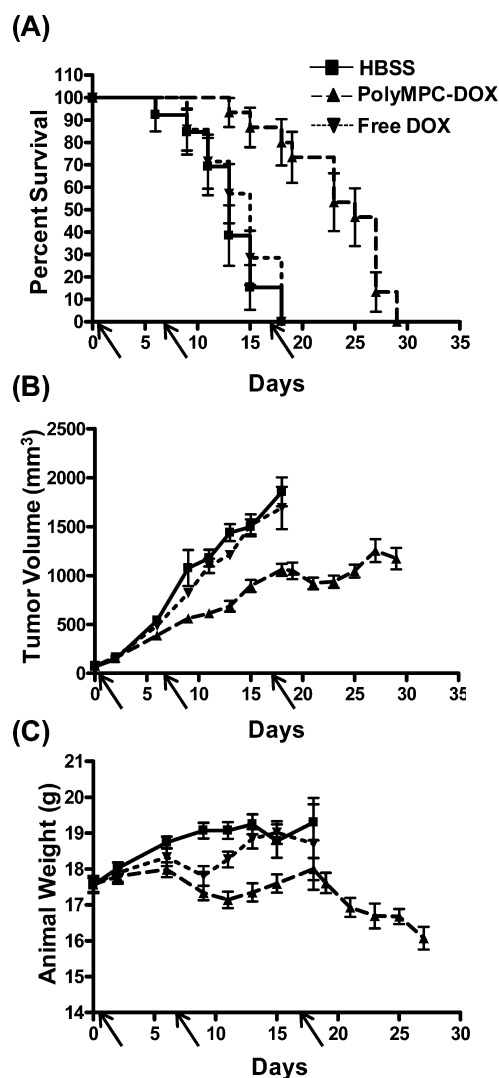 (A)
HBSS
PolyMPC-DOX
Free DOX
Percent Survival
110
100
90
80
70
60
50
40
30
20
10
0
0 5 10 15 20 25 30 35
Days
(B)
Tumor Volume (mm³)
2500
2000
1500
1000
500
0
0 5 10 15 20 25 30 35
Days
(C)
Animal Weight (g)
21
20
19
18
17
16
15
14
0 5 10 15 20 25 30
Days